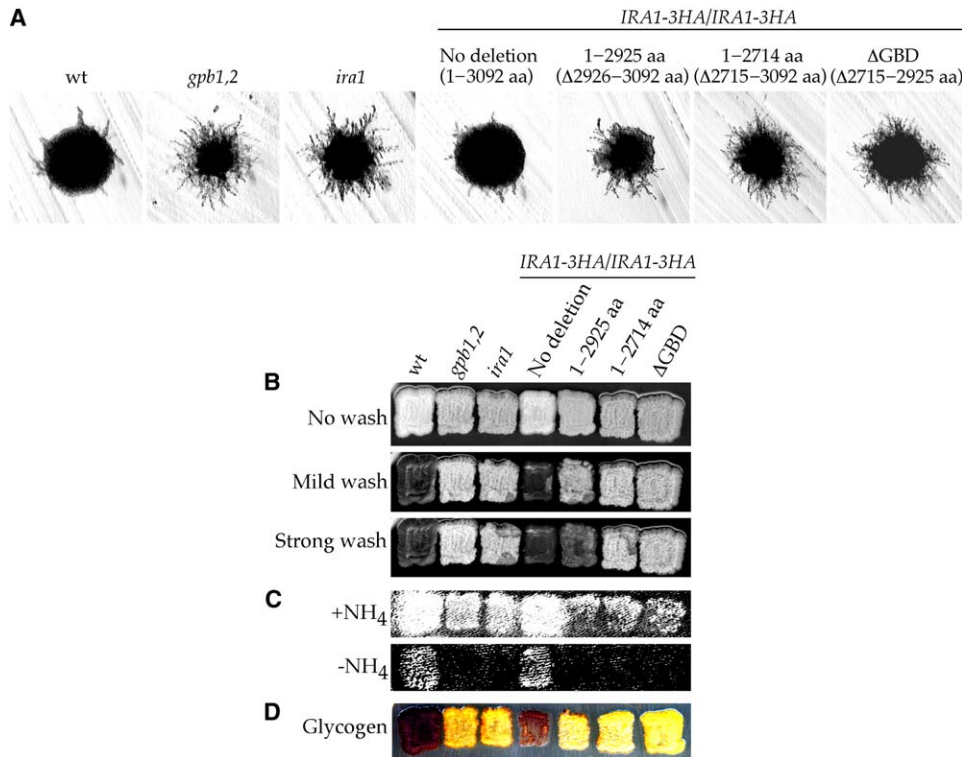 A
IRA1-3HA/IRA1-3HA
wt
gpb1,2
ira1
No deletion
(1–3092 aa)
1–2925 aa
(Δ2926–3092 aa)
1–2714 aa
(Δ2715–3092 aa)
ΔGBD
(Δ2715–2925 aa)
IRA1-3HA/IRA1-3HA
wt
gpb1,2
ira1
No deletion
1–2925 aa
1–2714 aa
ΔGBD
B
No wash
Mild wash
Strong wash
C
+NH4
-NH4
D
Glycogen